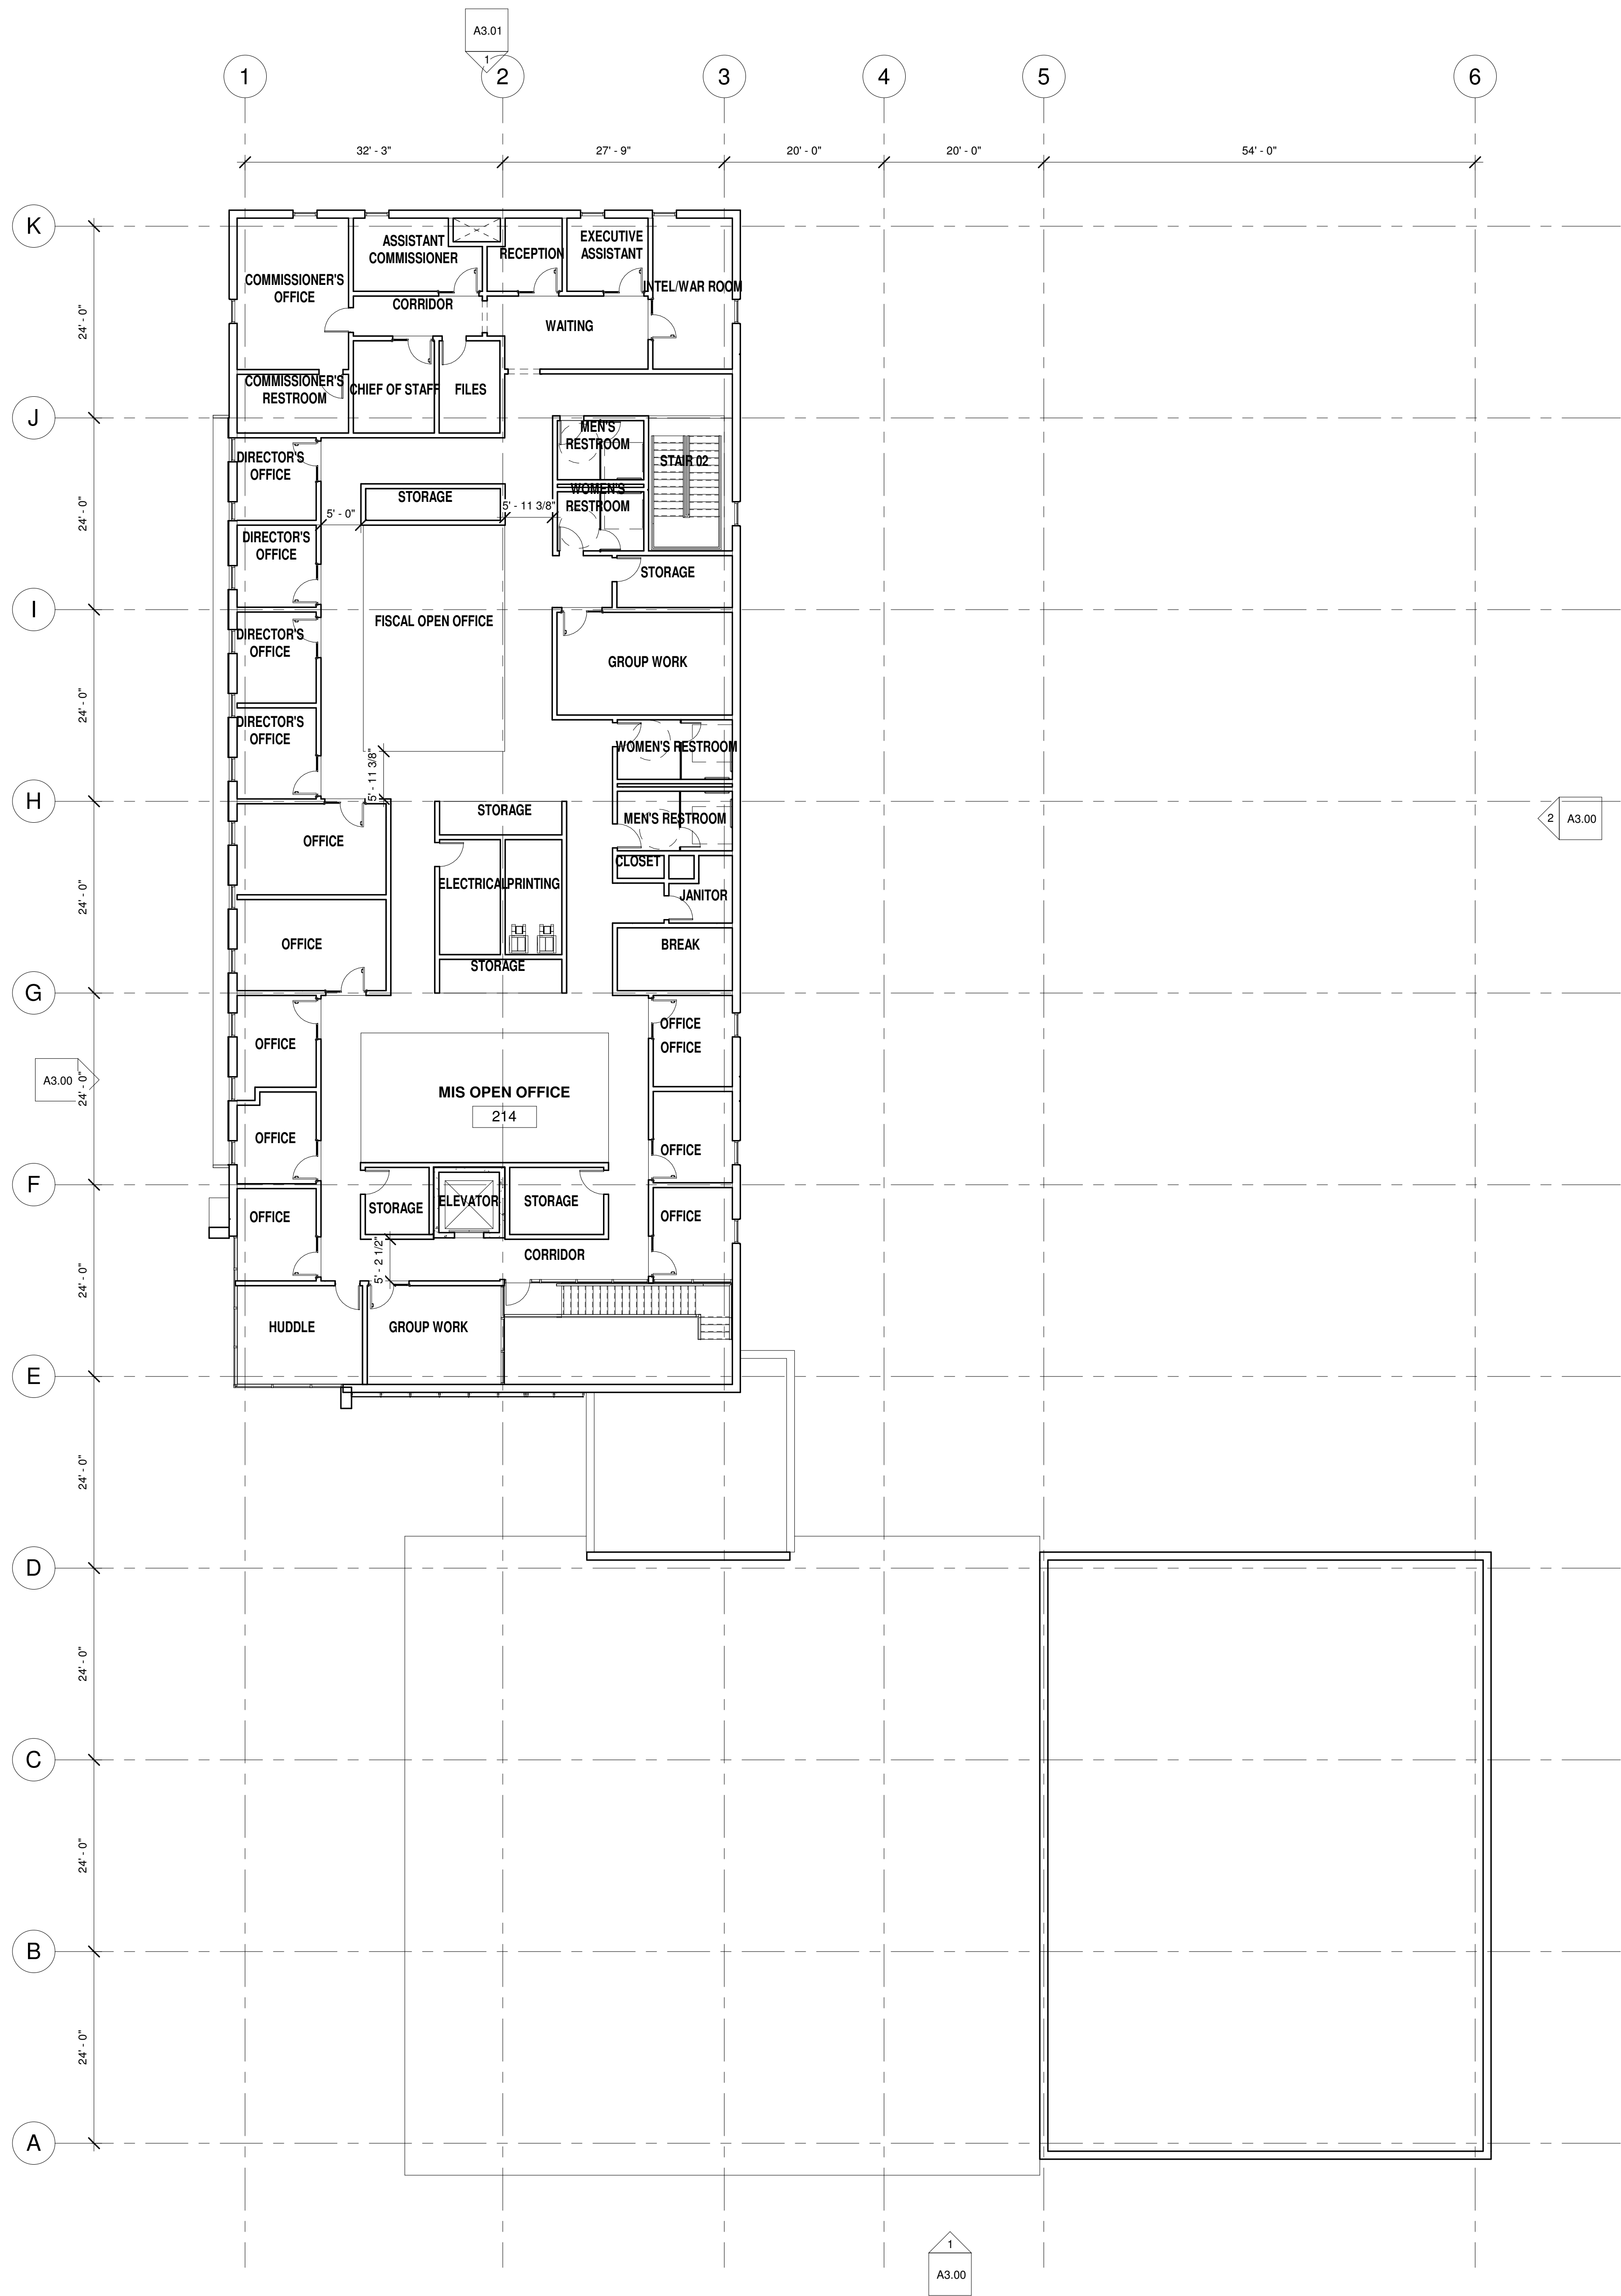 A3.01
1
1
2
3
4
5
6
32' - 3"
27' - 9"
20' - 0"
20' - 0"
54' - 0"
K
24' - 0"
ASSISTANT
COMMISSIONER
RECEPTION
EXECUTIVE
ASSISTANT
COMMISSIONER'S
OFFICE
INTEL/WAR ROOM
CORRIDOR
WAITING
COMMISSIONER'S
RESTROOM
CHIEF OF STAFF
FILES
J
24' - 0"
MEN'S
RESTROOM
DIRECTOR'S
OFFICE
STAIR 02
STORAGE
WOMEN'S
RESTROOM
5' - 0"
5' - 11 3/8"
DIRECTOR'S
OFFICE
STORAGE
I
24' - 0"
FISCAL OPEN OFFICE
DIRECTOR'S
OFFICE
GROUP WORK
DIRECTOR'S
OFFICE
WOMEN'S RESTROOM
5' - 11 3/8"
H
24' - 0"
STORAGE
MEN'S RESTROOM
2
A3.00
OFFICE
CLOSET
ELECTRICAL
PRINTING
JANITOR
OFFICE
BREAK
STORAGE
G
24' - 0"
OFFICE
OFFICE
OFFICE
A3.00
MIS OPEN OFFICE
214
OFFICE
OFFICE
F
24' - 0"
STORAGE
ELEVATOR
STORAGE
OFFICE
OFFICE
5' - 2 1/2"
CORRIDOR
HUDDLE
GROUP WORK
E
24' - 0"
D
24' - 0"
C
24' - 0"
B
24' - 0"
A
1
A3.00